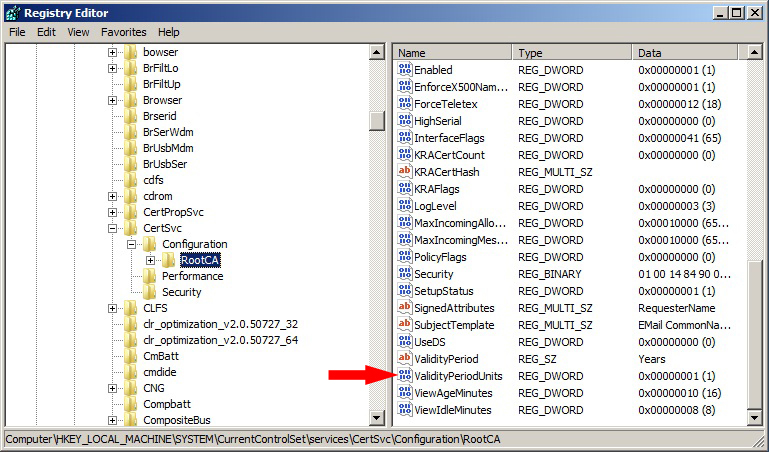 Registry Editor
File Edit View Favorites Help
bowser
BrFiltLo
BrFiltUp
Browser
Brserid
BrSerWdm
BrUsbMdm
BrUsbSer
cdfs
cdrom
CertPropSvc
CertSvc
Configuration
RootCA
Performance
Security
CLFS
clr_optimization_v2.0.50727_32
clr_optimization_v2.0.50727_64
CmBatt
cmdide
CNG
Compbatt
CompositeBus
Name Type Data
Enabled REG_DWORD 0x00000001 (1)
EnforceX500Nam... REG_DWORD 0x00000001 (1)
ForceTeletex REG_DWORD 0x00000012 (18)
HighSerial REG_DWORD 0x00000000 (0)
InterfaceFlags REG_DWORD 0x00000041 (65)
KRACertCount REG_DWORD 0x00000000 (0)
KRACertHash REG_MULTI_SZ
KRAFlags REG_DWORD 0x00000000 (0)
LogLevel REG_DWORD 0x00000003 (3)
MaxIncomingAllo... REG_DWORD 0x00010000 (65...
MaxIncomingMes... REG_DWORD 0x00010000 (65...
PolicyFlags REG_DWORD 0x00000000 (0)
Security REG_BINARY 01 00 14 84 90 0...
SetupStatus REG_DWORD 0x00000001 (1)
SignedAttributes REG_MULTI_SZ RequesterName
SubjectTemplate REG_MULTI_SZ EMail CommonNa...
UseDS REG_DWORD 0x00000000 (0)
ValidityPeriod REG_SZ Years
ValidityPeriodUnits REG_DWORD 0x00000001 (1)
ViewAgeMinutes REG_DWORD 0x00000010 (16)
ViewIdleMinutes REG_DWORD 0x00000008 (8)
Computer\HKEY_LOCAL_MACHINE\SYSTEM\CurrentControlSet\services\CertSvc\Configuration\RootCA